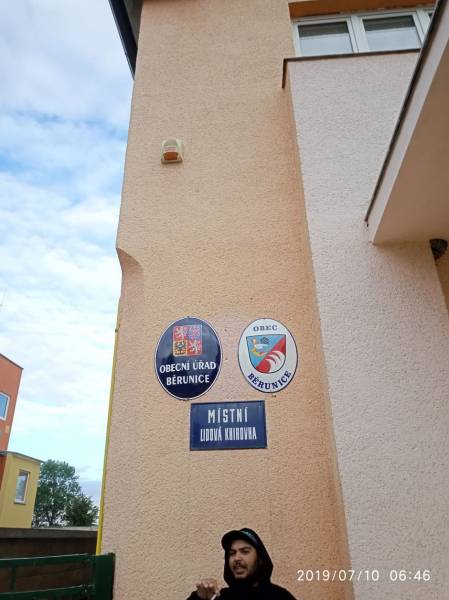 OBECNÍ ÚŘAD
BĚRUNICE
OBEC
BĚRUNICE
MÍSTNÍ
LIDOVÁ KNIHOVNA
2019/07/10 06:46